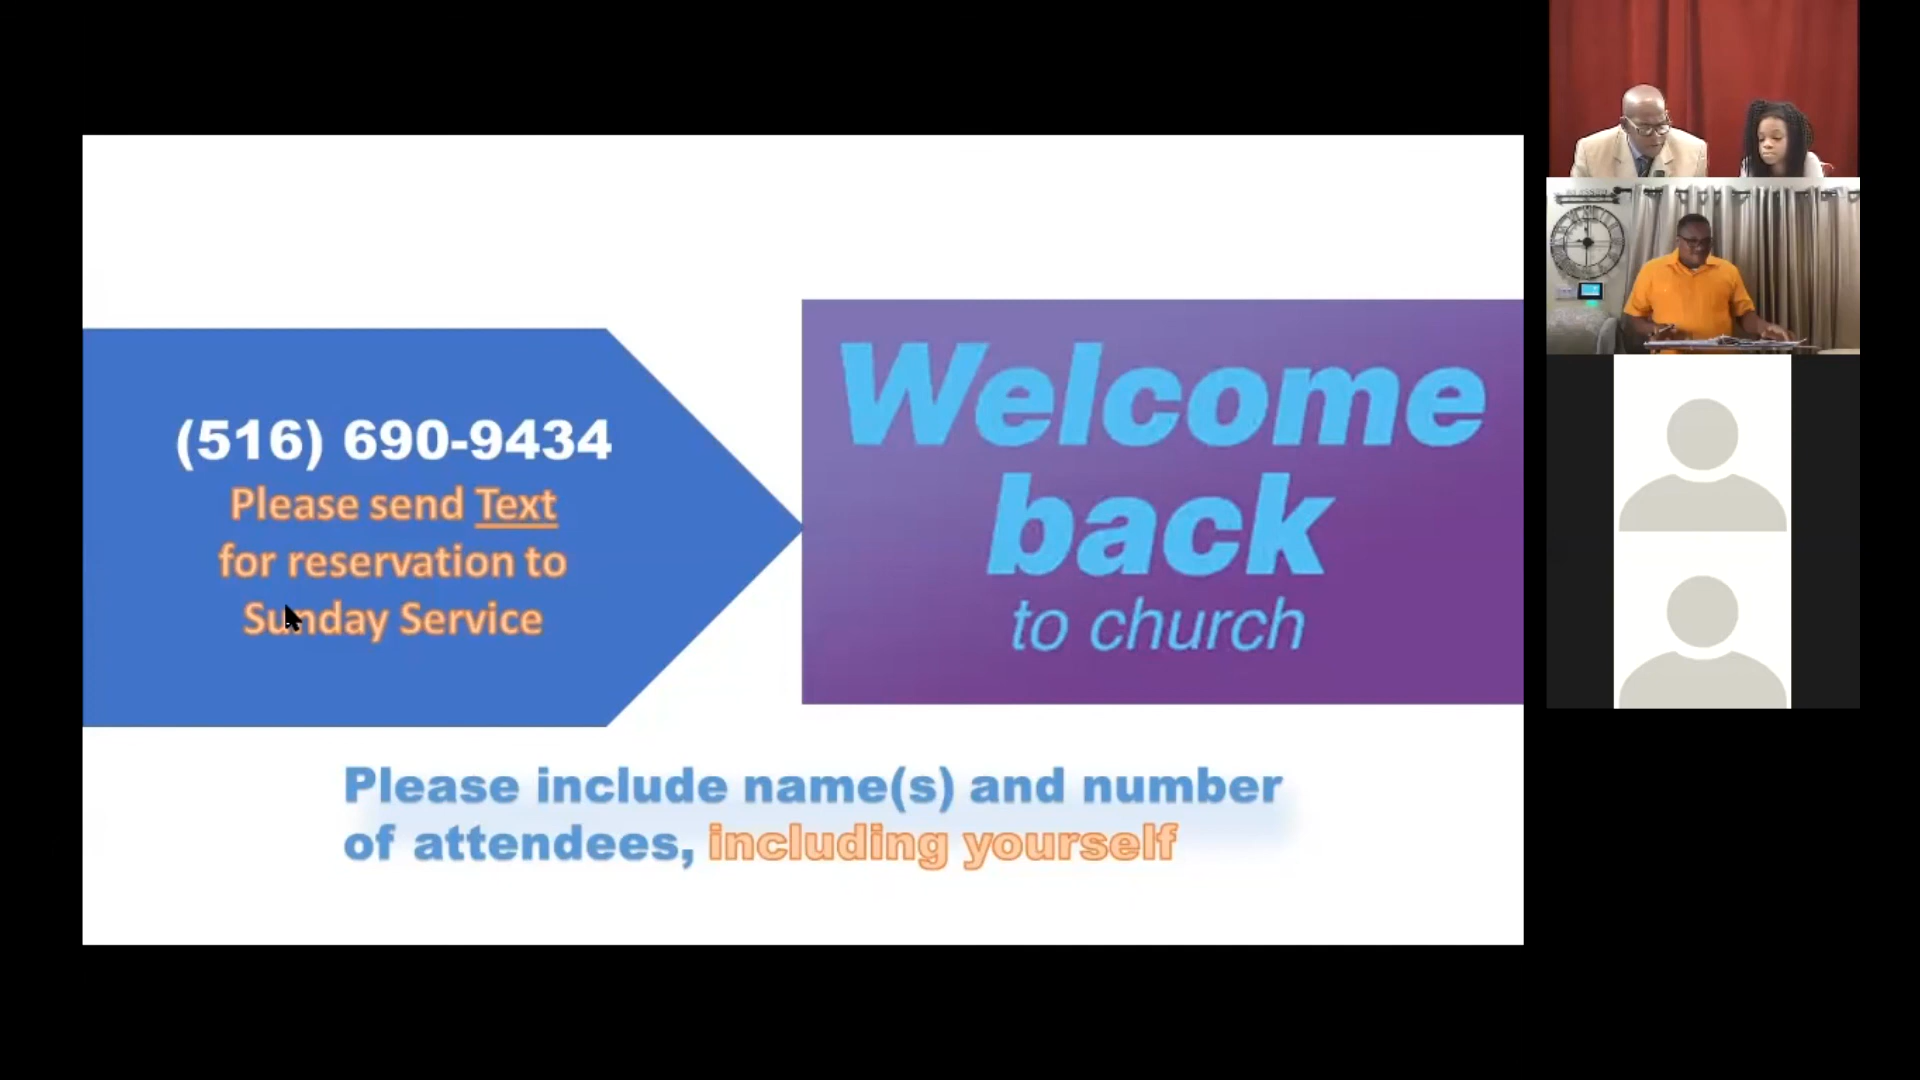 (516) 690-9434
Please send Text
for reservation to
Sunday Service
Welcome
back
to church
Please include name(s) and number
of attendees, including yourself